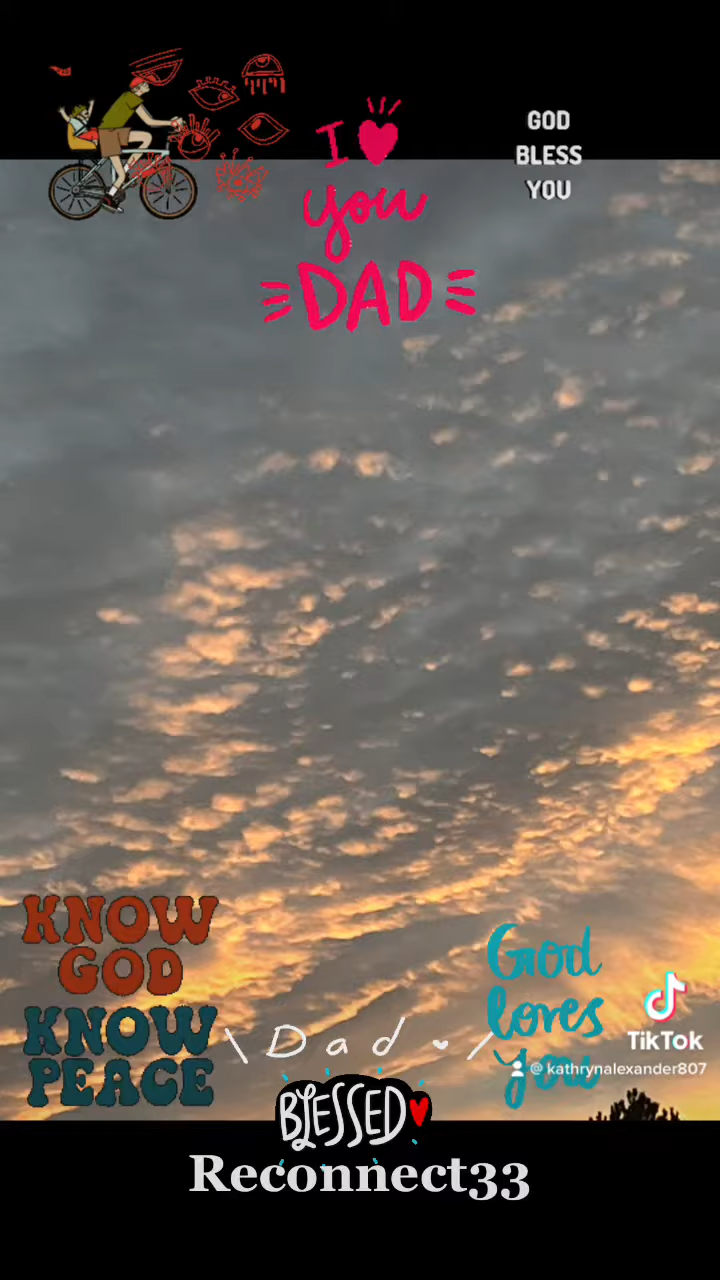 I
you
DAD
GOD
BLESS
YOU
KNOW
GOD
KNOW
PEACE
God
loves
you
TikTok
@ kathrynalexander807
Dad
BLESSED
Reconnect33